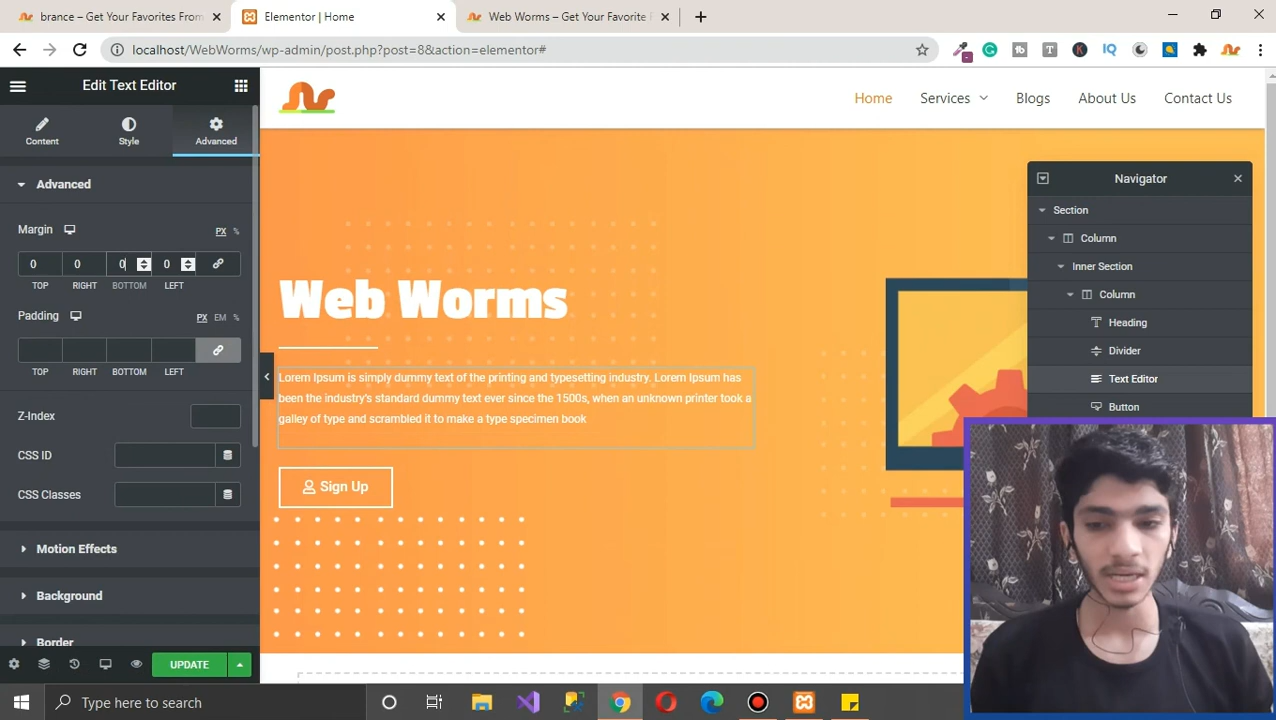 brance – Get Your Favorites From
Elementor | Home
Web Worms – Get Your Favorite F
localhost/WebWorms/wp-admin/post.php?post=8&action=elementor#
Edit Text Editor
Content
Style
Advanced
Advanced
Margin
PX %
0 0 0 0
TOP RIGHT BOTTOM LEFT
Padding
PX EM %
TOP RIGHT BOTTOM LEFT
Z-Index
CSS ID
CSS Classes
Motion Effects
Background
Border
UPDATE
Home Services Blogs About Us Contact Us
Web Worms
Lorem Ipsum is simply dummy text of the printing and typesetting industry. Lorem Ipsum has
been the industry's standard dummy text ever since the 1500s, when an unknown printer took a
galley of type and scrambled it to make a type specimen book
Sign Up
Navigator
Section
Column
Inner Section
Column
Heading
Divider
Text Editor
Button
Type here to search